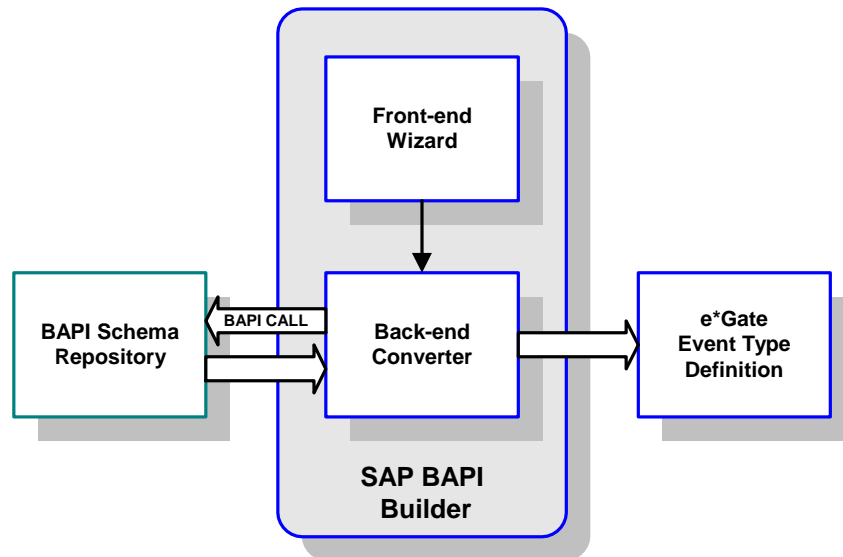 Front-end
Wizard
BAPI Schema
Repository
BAPI CALL
Back-end
Converter
e*Gate
Event Type
Definition
SAP BAPI
Builder